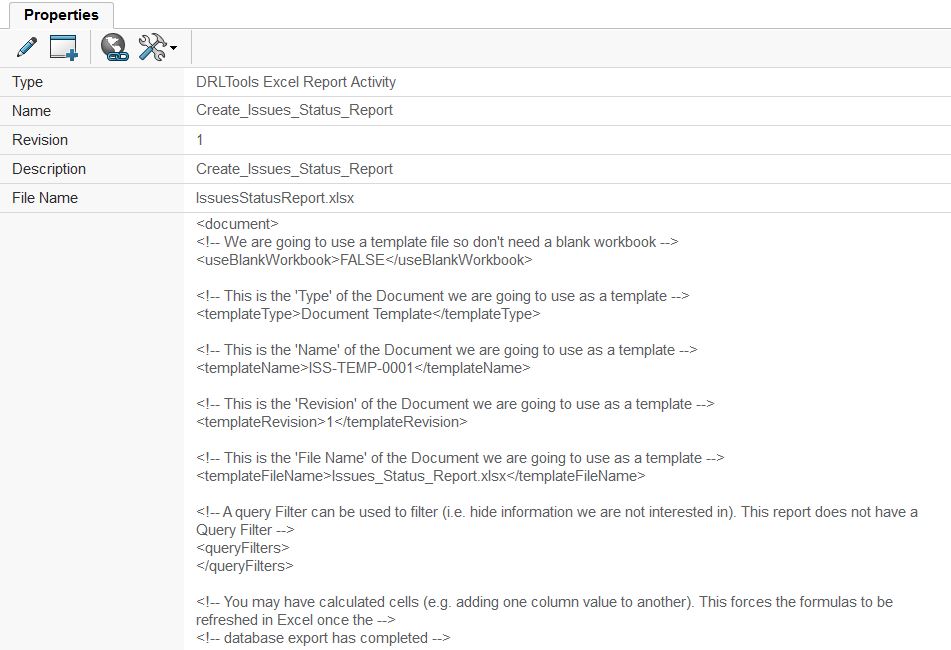 Properties
Type DRLTools Excel Report Activity
Name Create_Issues_Status_Report
Revision 1
Description Create_Issues_Status_Report
File Name IssuesStatusReport.xlsx
<document>
<!-- We are going to use a template file so don't need a blank workbook -->
<useBlankWorkbook>FALSE</useBlankWorkbook>
<!-- This is the 'Type' of the Document we are going to use as a template -->
<templateType>Document Template</templateType>
<!-- This is the 'Name' of the Document we are going to use as a template -->
<templateName>ISS-TEMP-0001</templateName>
<!-- This is the 'Revision' of the Document we are going to use as a template -->
<templateRevision>1</templateRevision>
<!-- This is the 'File Name' of the Document we are going to use as a template -->
<templateFileName>Issues_Status_Report.xlsx</templateFileName>
<!-- A query Filter can be used to filter (i.e. hide information we are not interested in). This report does not have a
Query Filter -->
<queryFilters>
</queryFilters>
<!-- You may have calculated cells (e.g. adding one column value to another). This forces the formulas to be
refreshed in Excel once the -->
<!-- database export has completed -->